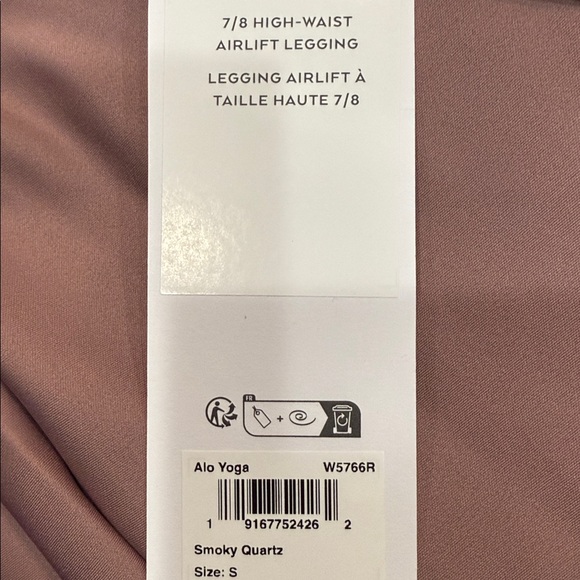 7/8 HIGH-WAIST
AIRLIFT LEGGING
LEGGING AIRLIFT À
TAILLE HAUTE 7/8
FR
+
Alo Yoga W5766R
1 9167752426 2
Smoky Quartz
Size: S